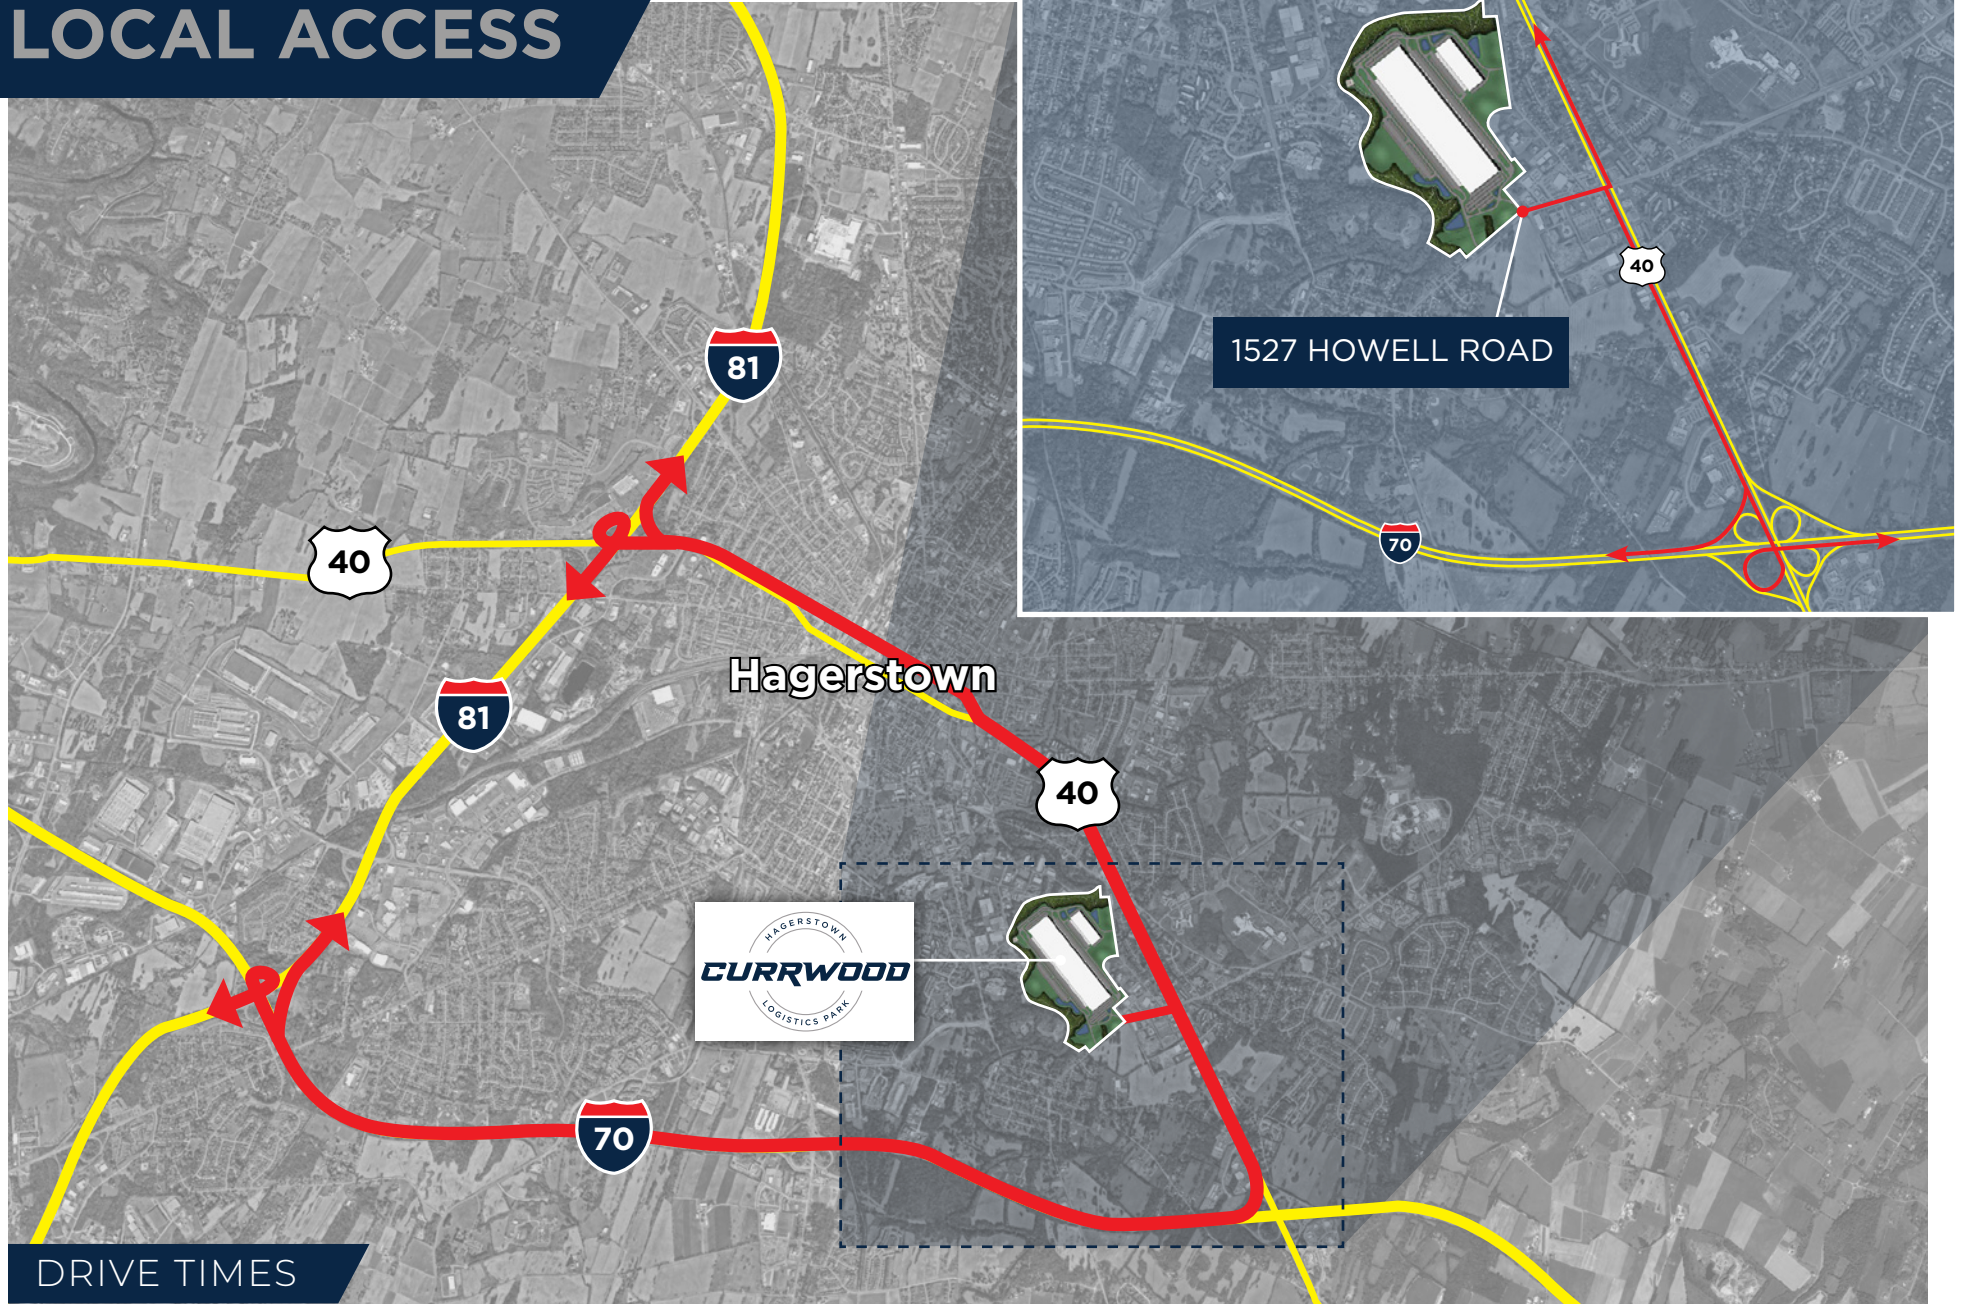 LOCAL ACCESS
40
1527 HOWELL ROAD
70
81
40
Hagerstown
81
40
HAGERSTOWN
CURRWOOD
LOGISTICS PARK
70
DRIVE TIMES